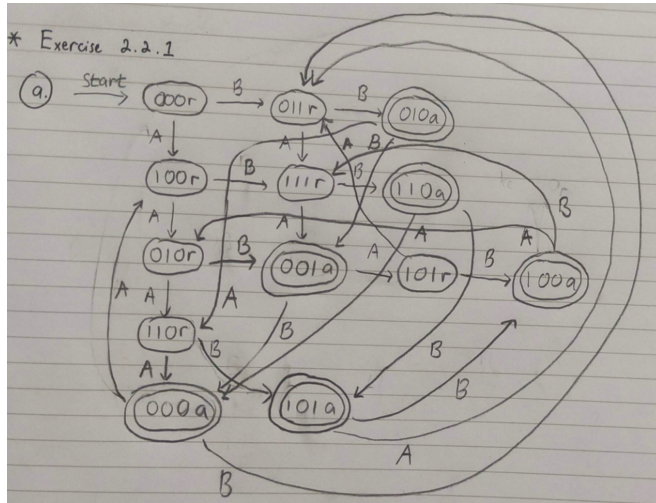 * Exercise 2.2.1
a. Start 000r B 011r B 010a
A A A B
100r B 111r B 110a B
A A A A
010r B 001a A 101r B 100a
A A A B B
110r B B
A B
000a 101a A
B